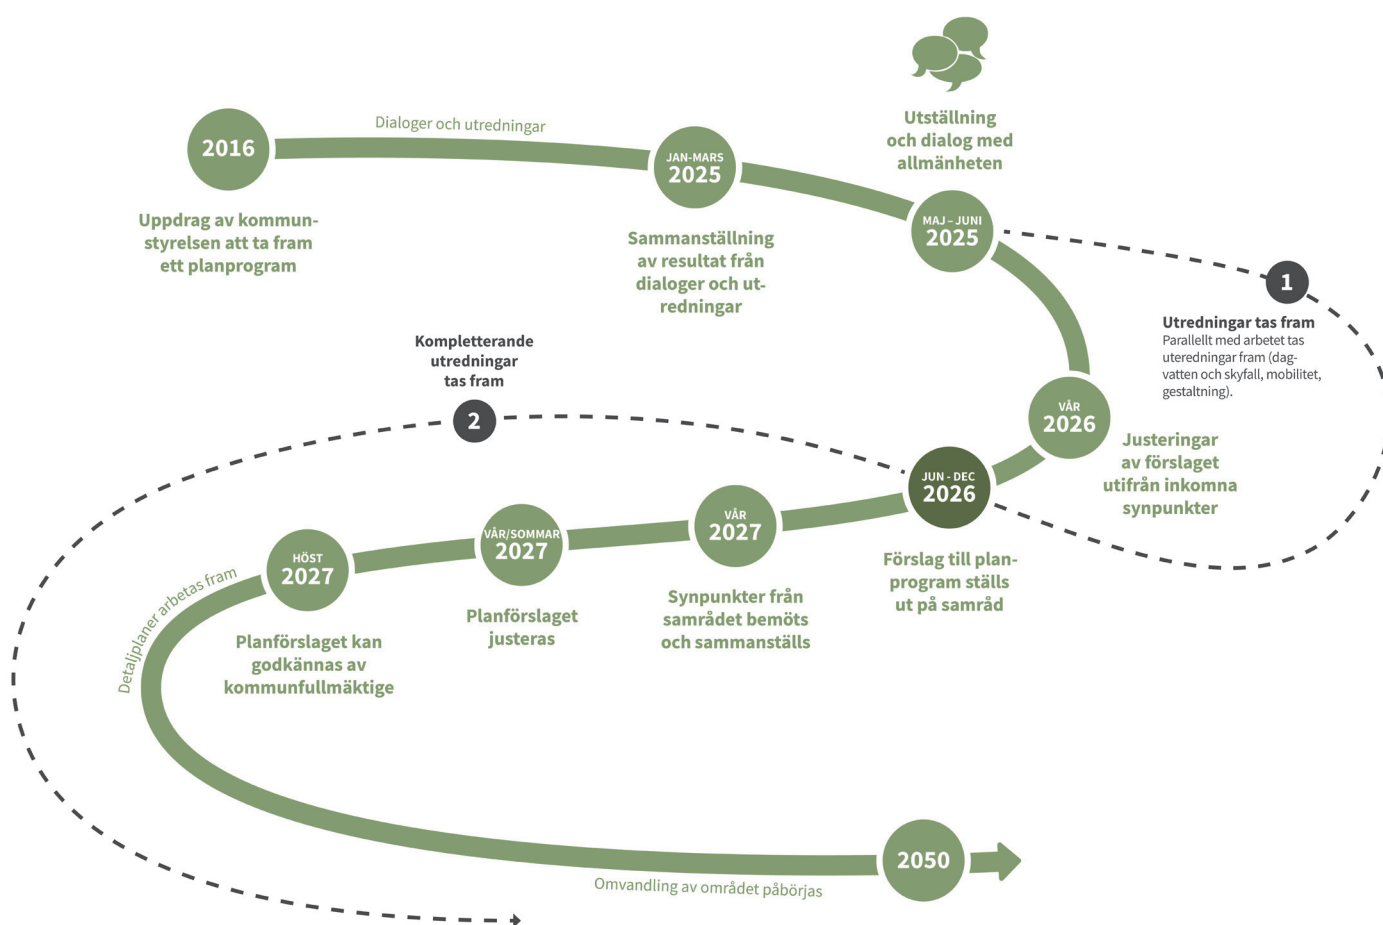 2016
Uppdrag av kommun-
styrelsen att ta fram
ett planprogram
Dialoger och utredningar
JAN-MARS
2025
Sammanställning
av resultat från
dialoger och ut-
redningar
Utställning
och dialog med
allmänheten
MAJ – JUNI
2025
1
Utredningar tas fram
Parallellt med arbetet tas
uteredningar fram (dag-
vatten och skyfall, mobilitet,
gestaltning).
VÅR
2026
Justeringar
av förslaget
utifrån inkomna
synpunkter
JUN - DEC
2026
Förslag till plan-
program ställs
ut på samråd
Kompletterande
utredningar
tas fram
2
VÅR
2027
Synpunkter från
samrådet bemöts
och sammanställs
VÅR/SOMMAR
2027
Planförslaget
justeras
HÖST
2027
Planförslaget kan
godkännas av
kommunfullmäktige
Detaljplaner arbetas fram
Omvandling av området påbörjas
2050